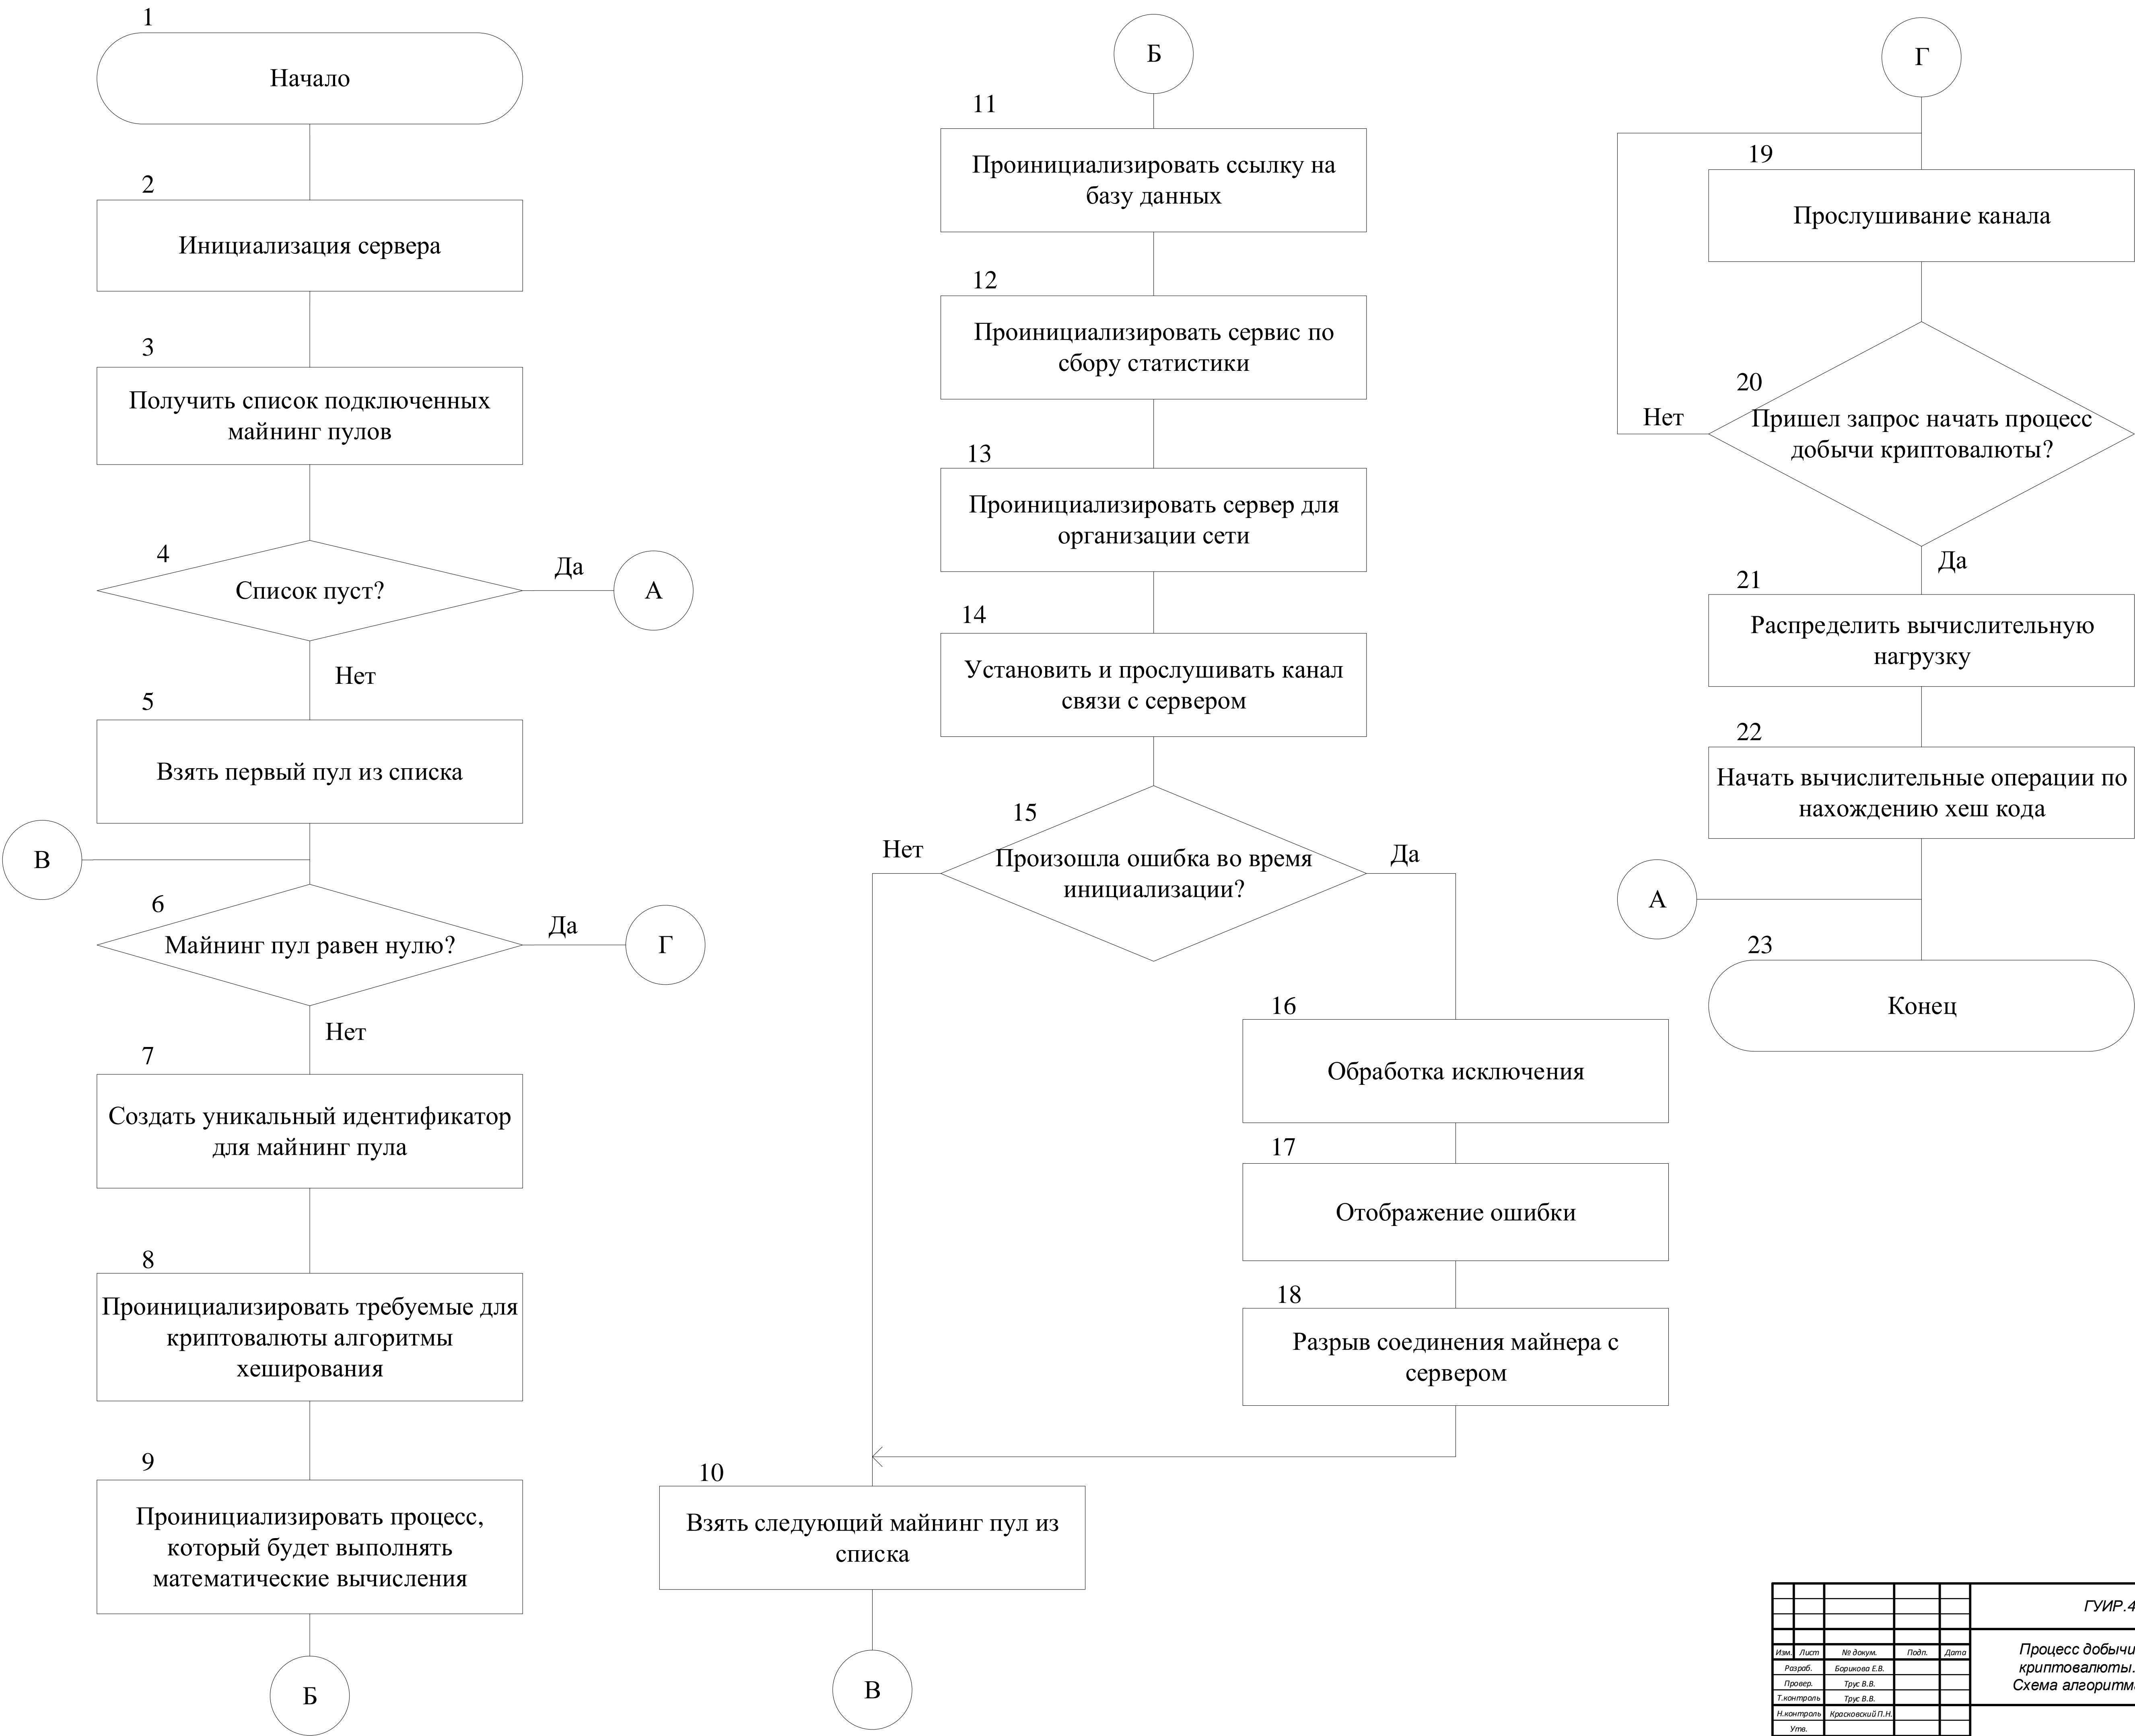 1
Начало
2
Инициализация сервера
3
Получить список подключенных
майнинг пулов
4
Список пуст?
Да
А
Нет
5
Взять первый пул из списка
В
6
Майнинг пул равен нулю?
Да
Г
Нет
7
Создать уникальный идентификатор
для майнинг пула
8
Проинициализировать требуемые для
криптовалюты алгоритмы
хеширования
9
Проинициализировать процесс,
который будет выполнять
математические вычисления
Б
Б
11
Проинициализировать ссылку на
базу данных
12
Проинициализировать сервис по
сбору статистики
13
Проинициализировать сервер для
организации сети
14
Установить и прослушивать канал
связи с сервером
15
Произошла ошибка во время
инициализации?
Нет
Да
16
Обработка исключения
17
Отображение ошибки
18
Разрыв соединения майнера с
сервером
10
Взять следующий майнинг пул из
списка
В
Г
19
Прослушивание канала
20
Пришел запрос начать процесс
добычи криптовалюты?
Нет
Да
21
Распределить вычислительную
нагрузку
22
Начать вычислительные операции по
нахождению хеш кода
А
23
Конец
ГУИР.4
Изм. Лист № докум. Подп. Дата
Разраб. Борикова Е.В.
Провер. Трус В.В.
Т.контроль Трус В.В.
Н.контроль Красковский П.Н.
Утв.
Процесс добычи
криптовалюты.
Схема алгоритм